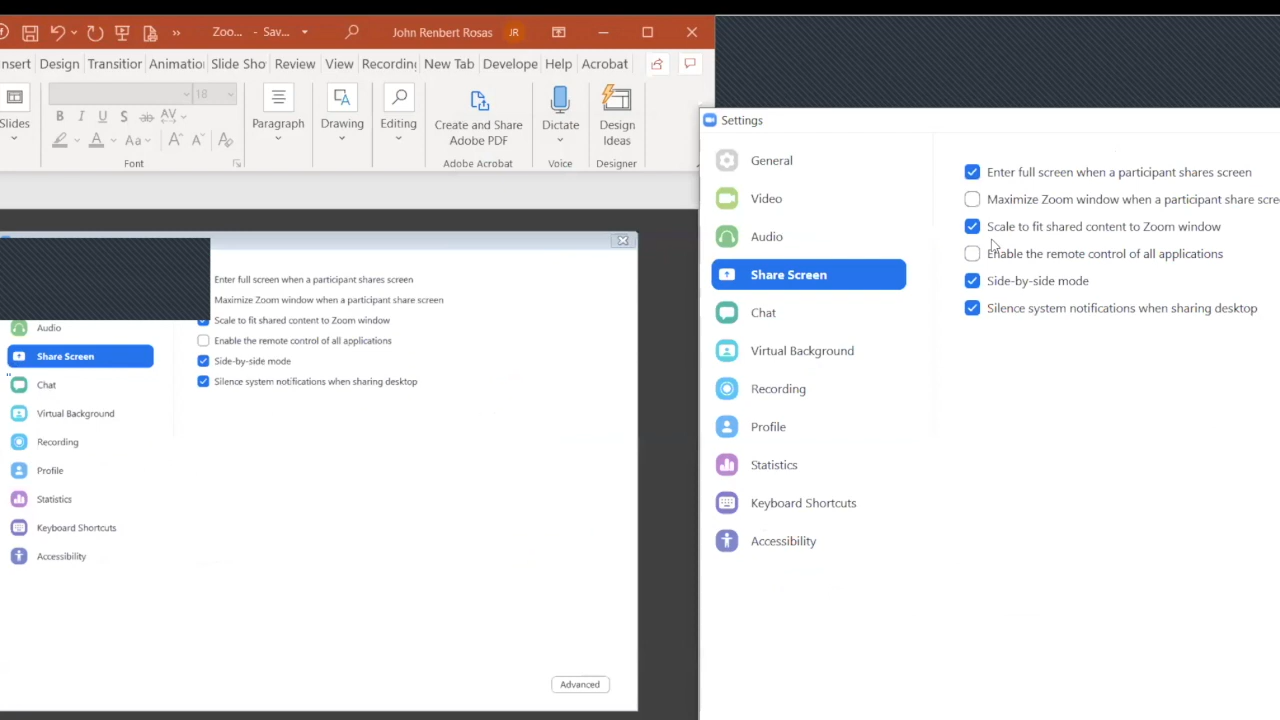 Zoo... - Sav...
John Renbert Rosas
JR
nsert Design Transition Animatio Slide Sho Review View Recording New Tab Develope Help Acrobat
18
Slides
Paragraph
Drawing
Editing
Create and Share
Adobe PDF
Dictate
Design
Ideas
B I U S ab AV
A Aa A A A
Font
Adobe Acrobat
Voice
Designer
Enter full screen when a participant shares screen
Maximize Zoom window when a participant share screen
Scale to fit shared content to Zoom window
Enable the remote control of all applications
Side-by-side mode
Silence system notifications when sharing desktop
Audio
Share Screen
"
Chat
Virtual Background
Recording
Profile
Statistics
Keyboard Shortcuts
Accessibility
Advanced
Settings
General
Video
Audio
Share Screen
Chat
Virtual Background
Recording
Profile
Statistics
Keyboard Shortcuts
Accessibility
Enter full screen when a participant shares screen
Maximize Zoom window when a participant share scre
Scale to fit shared content to Zoom window
Enable the remote control of all applications
Side-by-side mode
Silence system notifications when sharing desktop